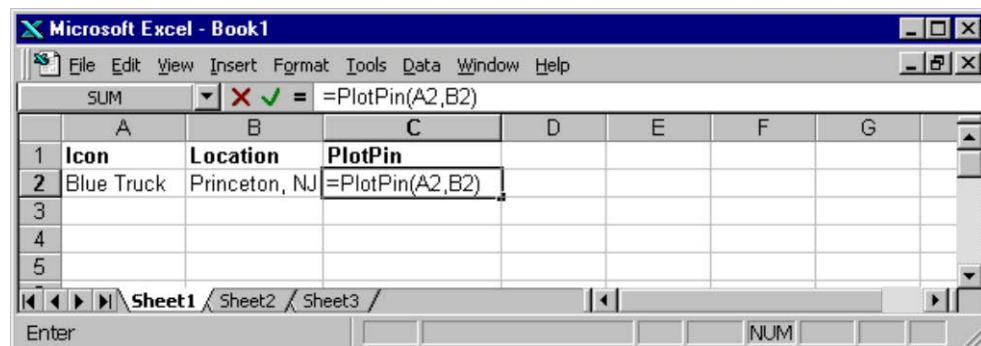 Microsoft Excel - Book1
File Edit View Insert Format Tools Data Window Help
SUM = =PlotPin(A2,B2)
A B C D E F G
1 Icon Location PlotPin
2 Blue Truck Princeton, NJ =PlotPin(A2,B2)
3
4
5
Sheet1 Sheet2 Sheet3
Enter NUM